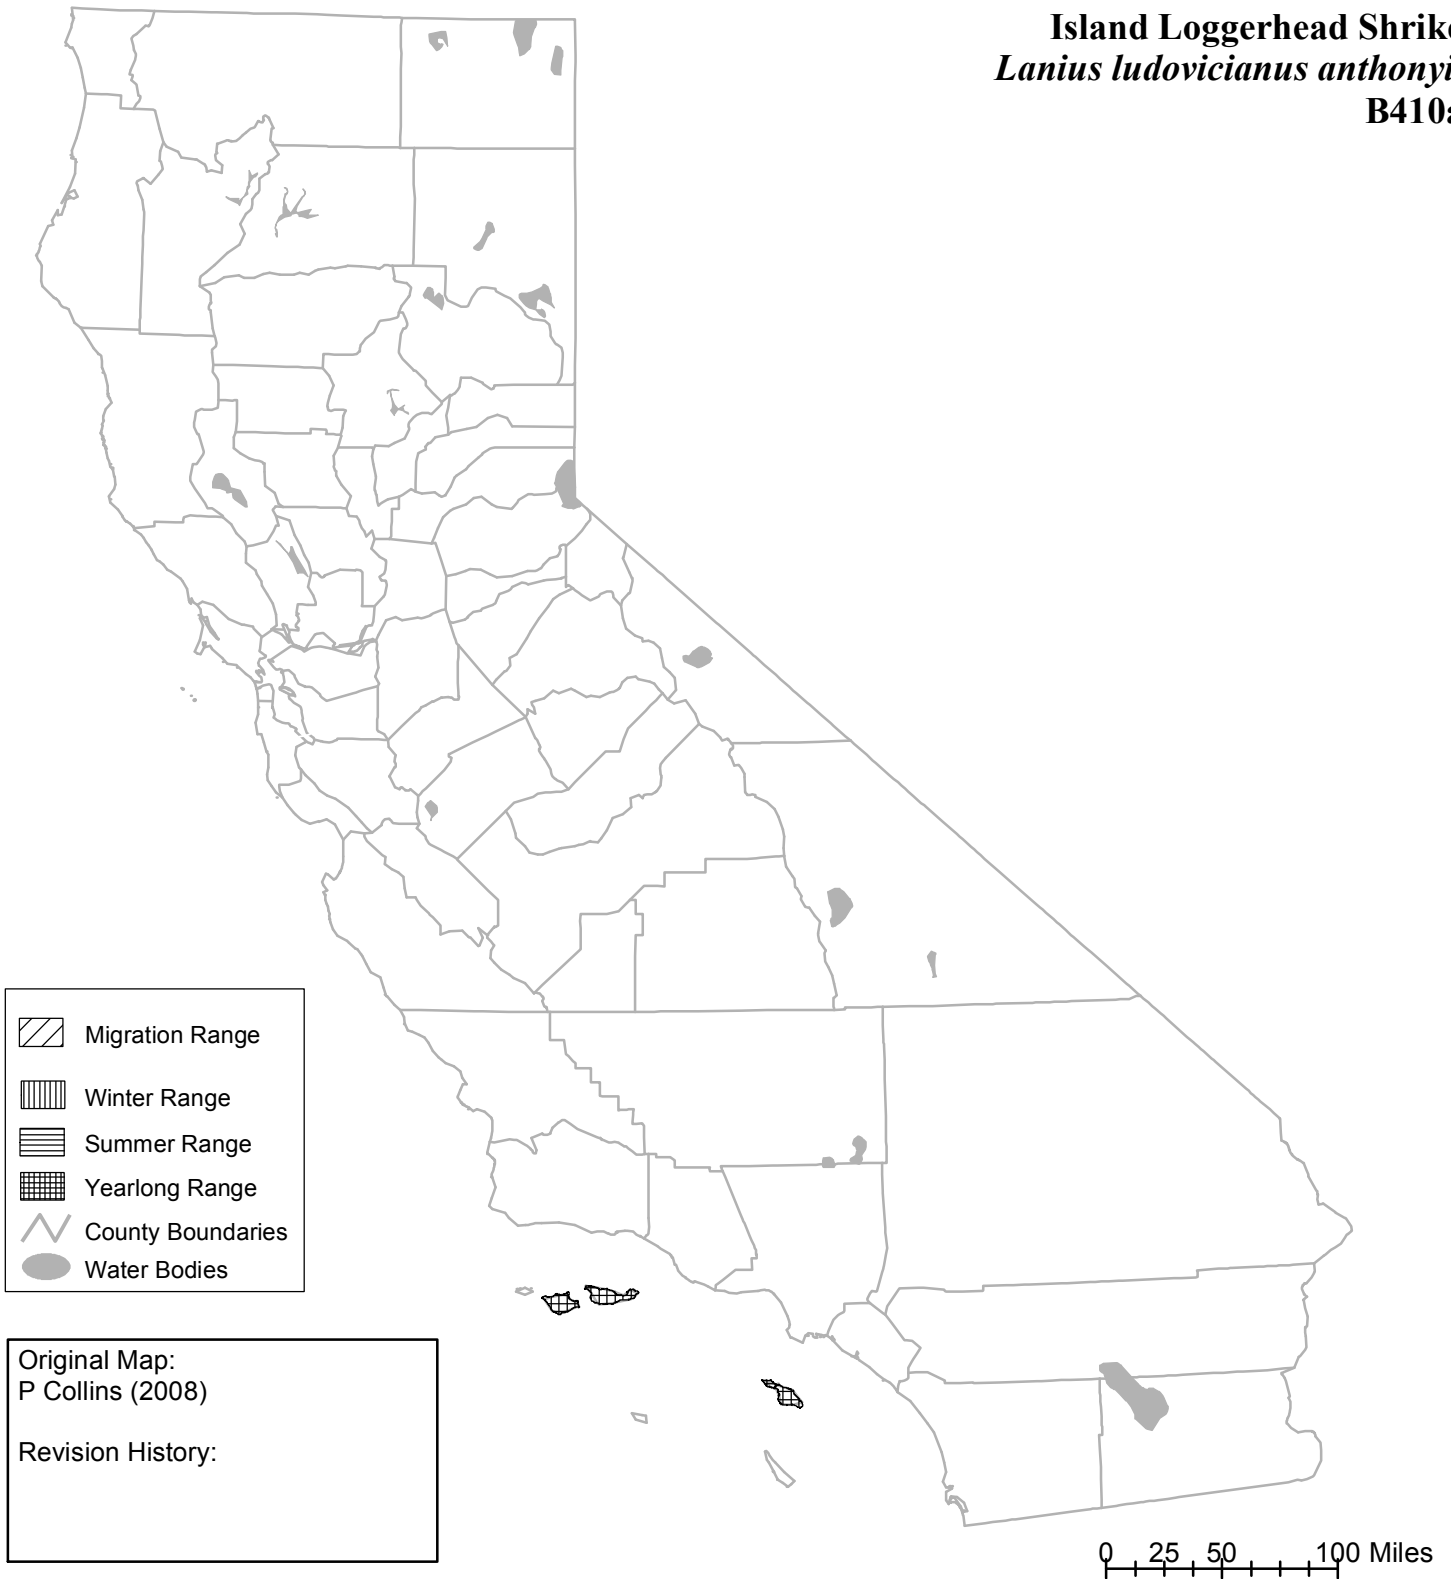 Island Loggerhead Shrike
Lanius ludovicianus anthonyi
B410a
Migration Range
Winter Range
Summer Range
Yearlong Range
County Boundaries
Water Bodies
Original Map:
P Collins (2008)
Revision History:
0 25 50 100 Miles